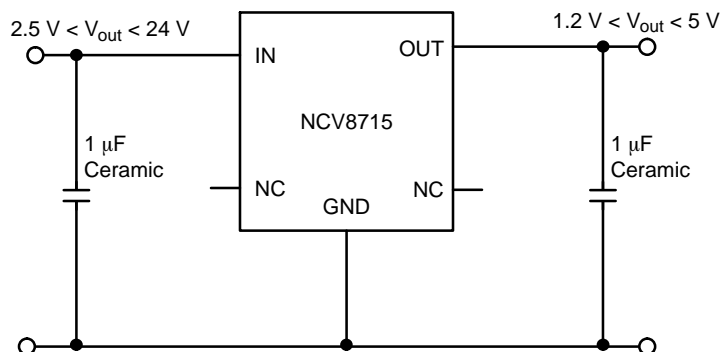 2.5 V < Vout < 24 V
1.2 V < Vout < 5 V
IN
OUT
NCV8715
1 μF
Ceramic
1 μF
Ceramic
NC
NC
GND